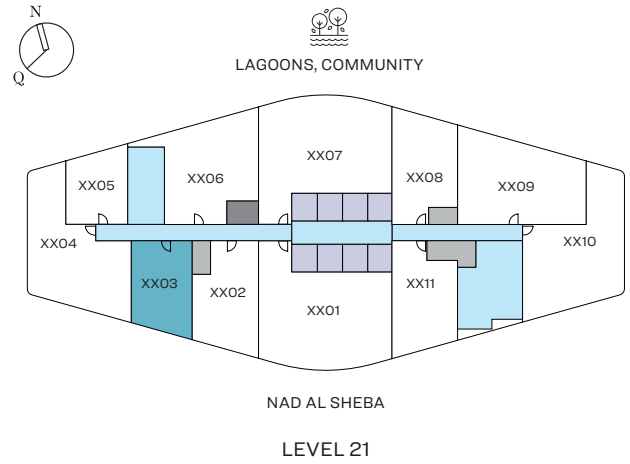 N
Q
LAGOONS, COMMUNITY
XX07
XX05
XX06
XX08
XX09
XX04
XX10
XX03
XX02
XX01
XX11
NAD AL SHEBA
LEVEL 21